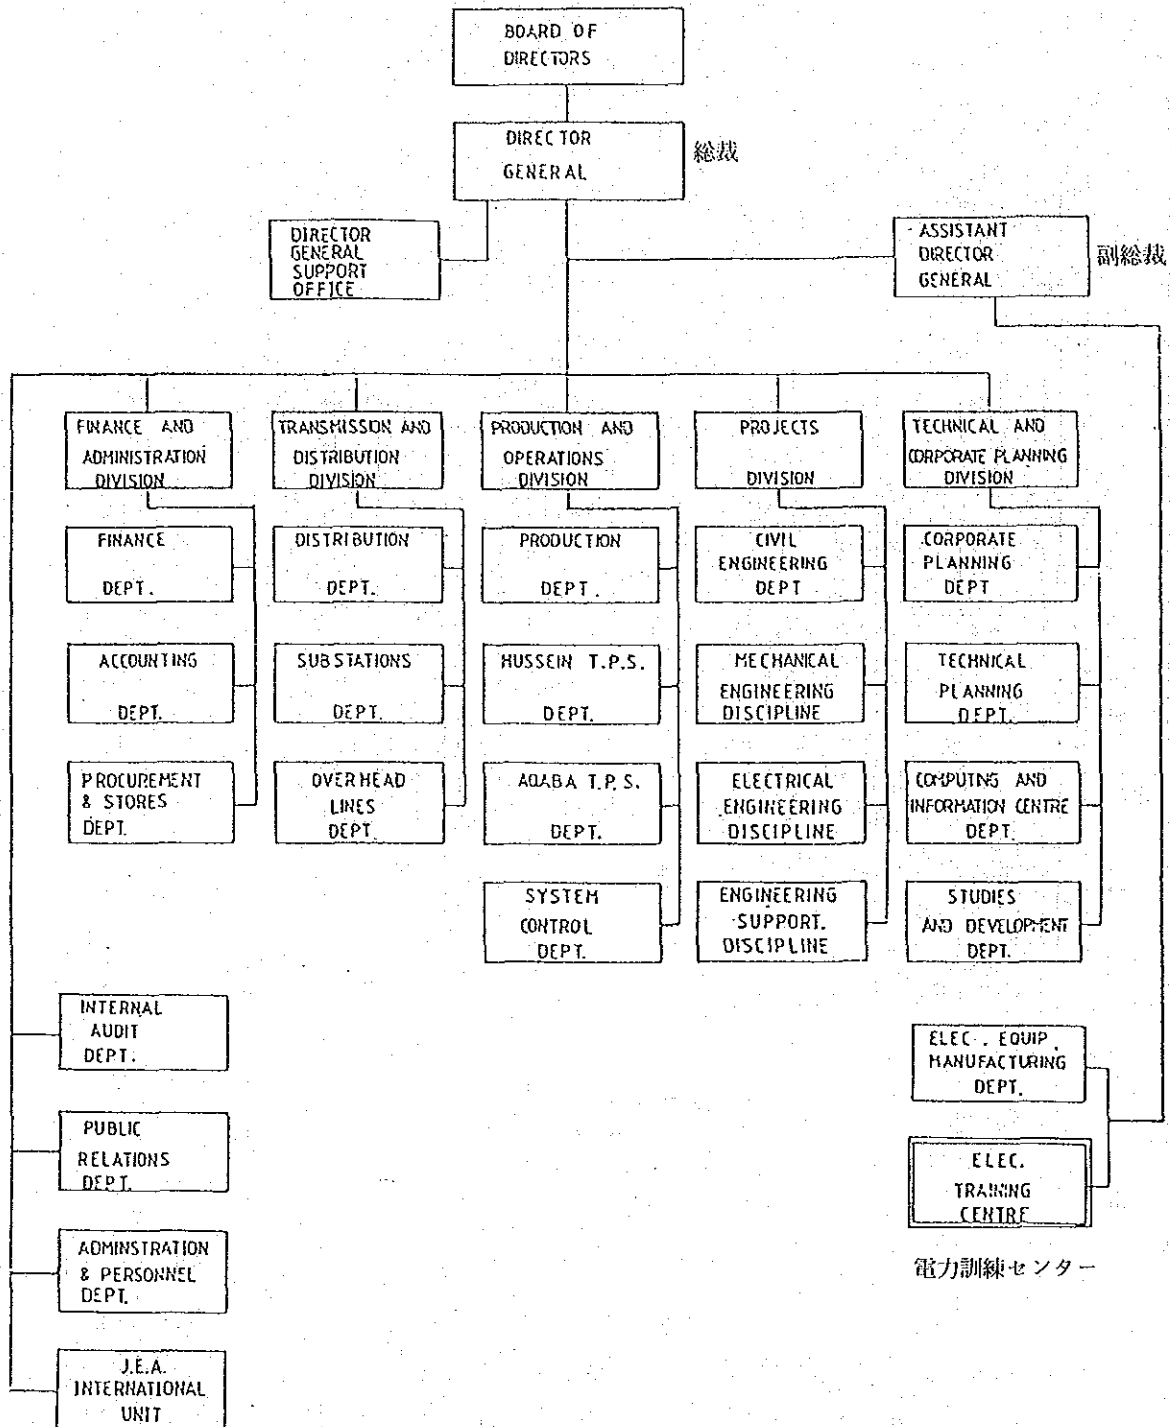 BOARD OF
DIRECTORS
DIRECTOR
GENERAL
総裁
DIRECTOR
GENERAL
SUPPORT
OFFICE
ASSISTANT
DIRECTOR
GENERAL
副総裁
FINANCE AND
ADMINISTRATION
DIVISION
TRANSMISSON AND
DISTRIBUTION
DIVISION
PRODUCTION AND
OPERATIONS
DIVISION
PROJECTS
DIVISION
TECHNICAL AND
CORPORATE PLANNING
DIVISION
FINANCE
DEPT.
DISTRIBUTION
DEPT.
PRODUCTION
DEPT.
CIVIL
ENGINEERING
DEPT
CORPORATE
PLANNING
DEPT
ACCOUNTING
DEPT.
SUBSTATIONS
DEPT.
HUSSEIN T.P.S.
DEPT.
MECHANICAL
ENGINEERING
DISCIPLINE
TECHNICAL
PLANNING
DEPT.
PROCUREMENT
& STORES
DEPT.
OVERHEAD
LINES
DEPT.
AQABA T.P.S.
DEPT.
ELECTRICAL
ENGINEERING
DISCIPLINE
COMPUTING AND
INFORMATION CENTRE
DEPT.
SYSTEM
CONTROL
DEPT.
ENGINEERING
SUPPORT.
DISCIPLINE
STUDIES
AND DEVELOPMENT
DEPT.
INTERNAL
AUDIT
DEPT.
ELEC. EQUIP.
MANUFACTURING
DEPT.
PUBLIC
RELATIONS
DEPT.
ELEC.
TRAINING
CENTRE
電力訓練センター
ADMINSTRATION
& PERSONNEL
DEPT.
J.E.A.
INTERNATIONAL
UNIT